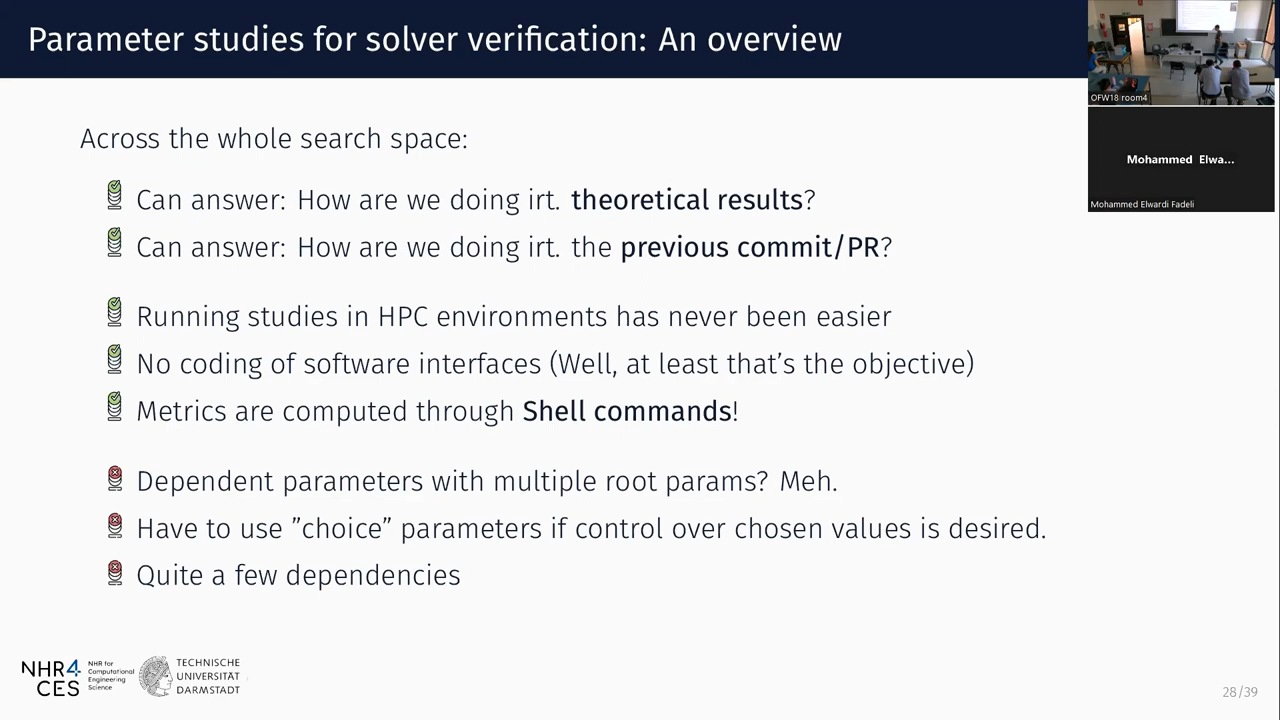 Parameter studies for solver verification: An overview
Across the whole search space:
Can answer: How are we doing irt. theoretical results?
Can answer: How are we doing irt. the previous commit/PR?
Running studies in HPC environments has never been easier
No coding of software interfaces (Well, at least that's the objective)
Metrics are computed through Shell commands!
Dependent parameters with multiple root params? Meh.
Have to use ”choice” parameters if control over chosen values is desired.
Quite a few dependencies
OFW18 room4
Mohammed Elwa...
Mohammed Elwardi Fadeli
NHR4
CES
NHR for
Computational
Engineering
Science
TECHNISCHE
UNIVERSITÄT
DARMSTADT
28/39